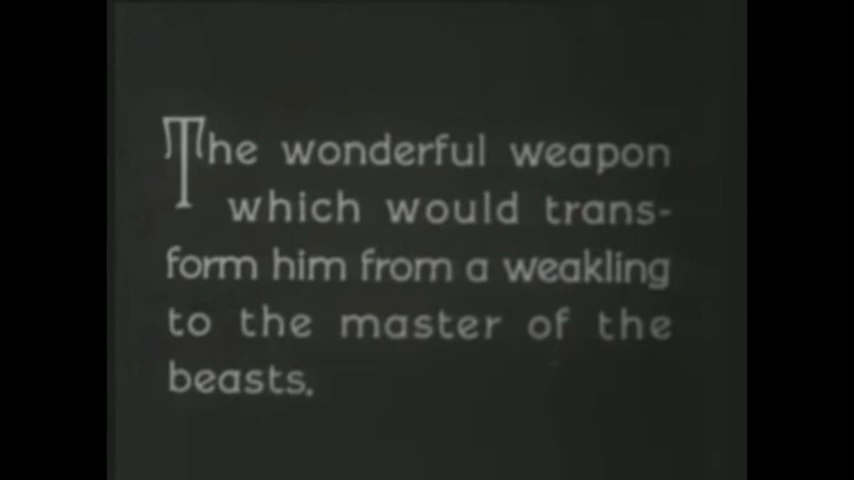 The wonderful weapon
which would trans-
form him from a weakling
to the master of the
beasts.